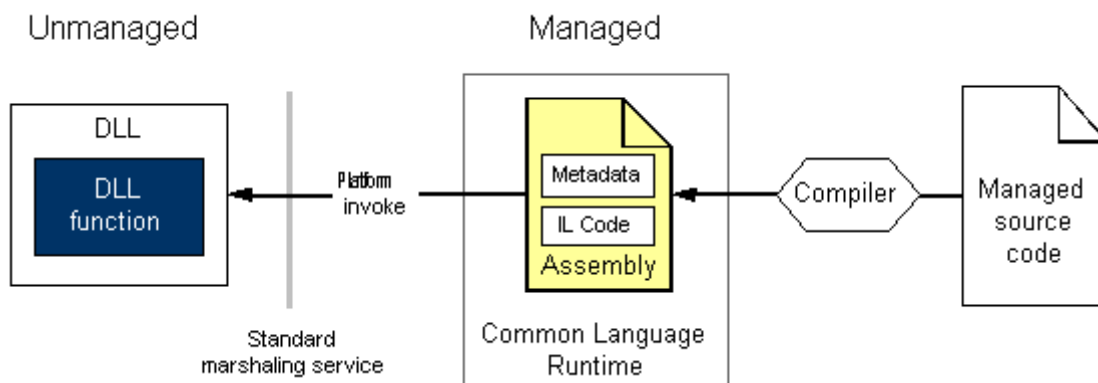 Unmanaged
Managed
DLL
DLL
function
Platform
invoke
Metadata
IL Code
Assembly
Compiler
Managed
source
code
Standard
marshaling service
Common Language
Runtime